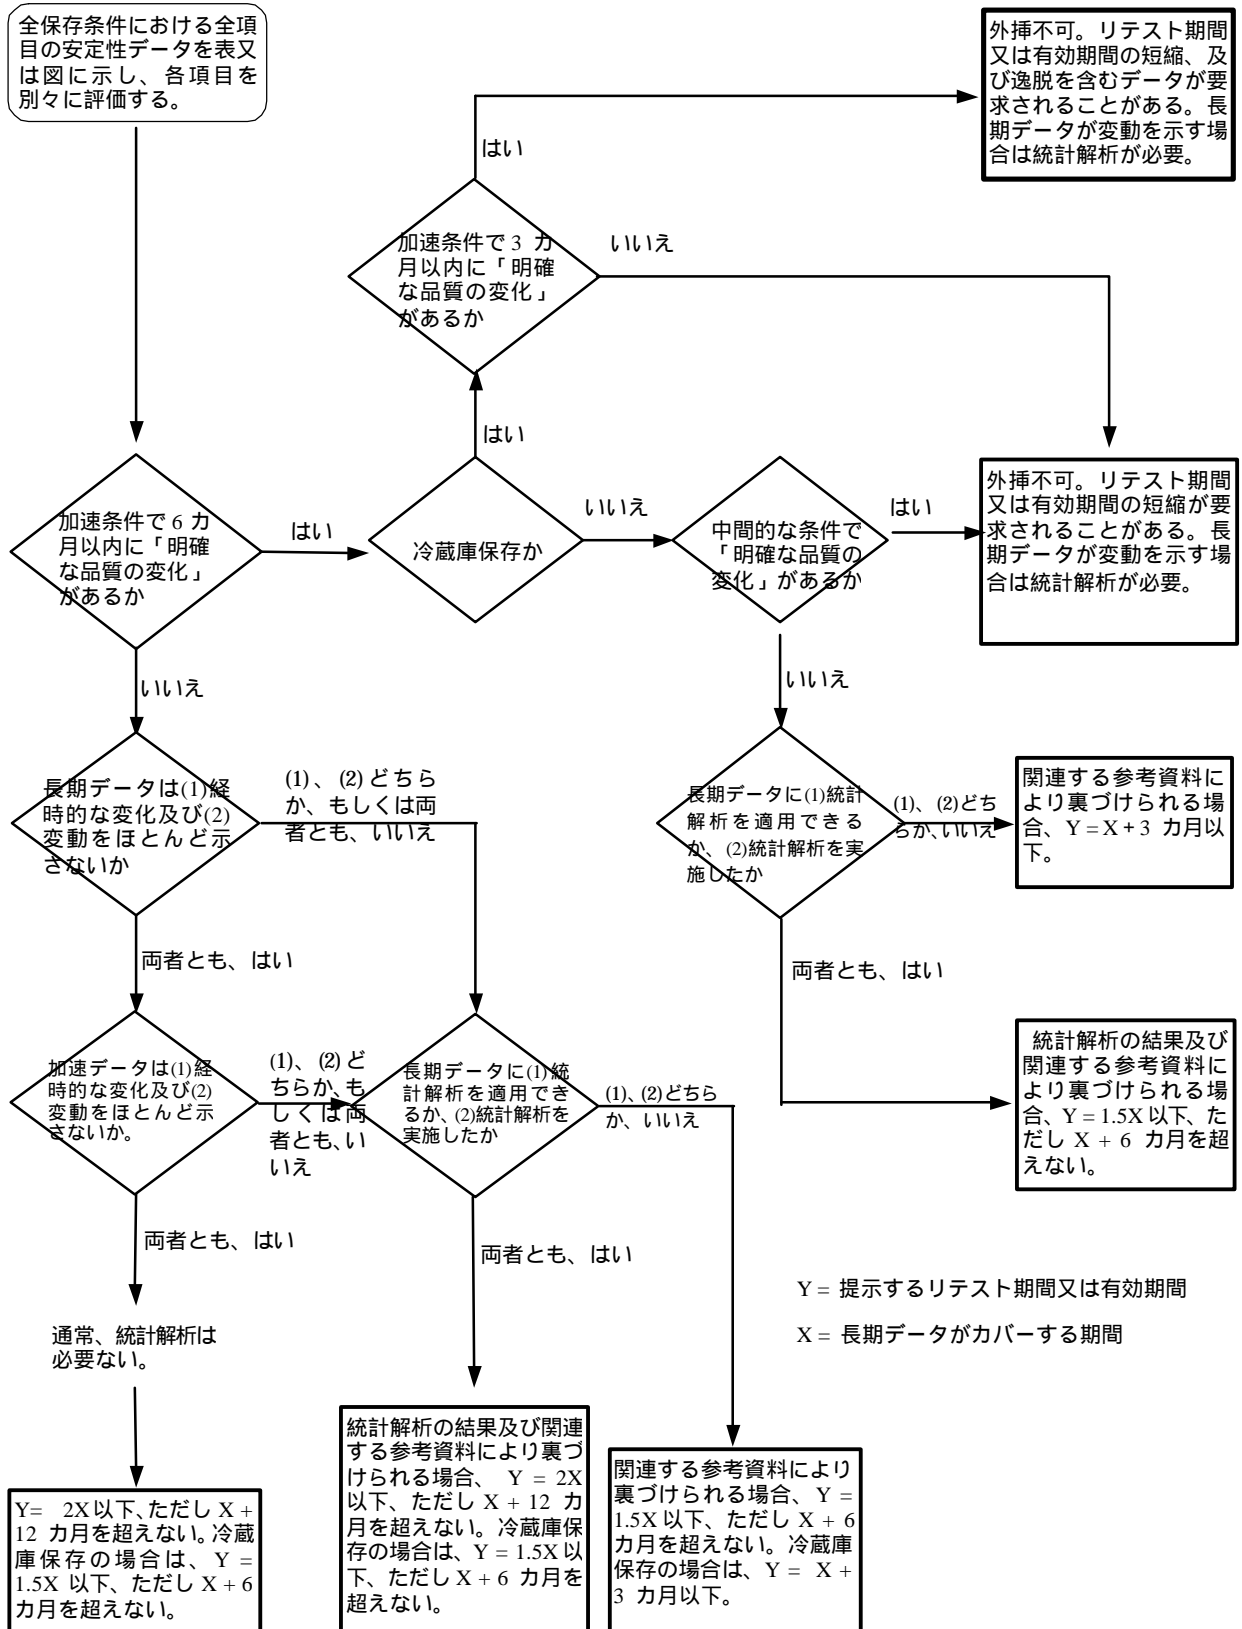 全保存条件における全項
目の安定性データを表又
は図に示し、各項目を
別々に評価する。
外挿不可。リテスト期間
又は有効期間の短縮、及
び逸脱を含むデータが要
求されることがある。長
期データが変動を示す場
合は統計解析が必要。
はい
加速条件で 3 カ
月以内に「明確
な品質の変化」
があるか
いいえ
はい
加速条件で 6 カ
月以内に「明確
な品質の変化」
があるか
はい
冷蔵庫保存か
いいえ
中間的な条件で
「明確な品質の
変化」があるか
はい
外挿不可。リテスト期間
又は有効期間の短縮が要
求されることがある。長
期データが変動を示す場
合は統計解析が必要。
いいえ
いいえ
長期データは(1)経
時的な変化及び(2)
変動をほとんど示
さないか
(1)、(2)どちら
か、もしくは両
者とも、いいえ
長期データに(1)統計
解析を適用できる
か、(2)統計解析を実
施したか
(1)、(2)どち
らか、いいえ
関連する参考資料に
より裏づけられる場
合、Y = X + 3 カ月以
下。
両者とも、はい
両者とも、はい
加速データは(1)経
時的な変化及び(2)
変動をほとんど示
さないか。
(1)、(2)ど
ちらか、も
しくは両
者とも、い
いえ
長期データに(1)統
計解析を適用でき
るか、(2)統計解析を
実施したか
(1)、(2)どちら
か、いいえ
統計解析の結果及び
関連する参考資料に
より裏づけられる場
合、Y = 1.5X 以下、た
だし X + 6 カ月を超
えない。
両者とも、はい
両者とも、はい
Y = 提示するリテスト期間又は有効期間
X = 長期データがカバーする期間
通常、統計解析は
必要ない。
Y= 2X 以下、ただし X +
12 カ月を超えない。冷蔵
庫保存の場合は、Y =
1.5X 以下、ただし X + 6
カ月を超えない。
統計解析の結果及び関連
する参考資料により裏づ
けられる場合、 Y = 2X
以下、ただし X + 12 カ
月を超えない。冷蔵庫保
存の場合は、Y = 1.5X 以
下、ただし X + 6 カ月を
超えない。
関連する参考資料により
裏づけられる場合、Y =
1.5X 以下、ただし X + 6
カ月を超えない。冷蔵庫
保存の場合は、Y = X +
3 カ月以下。